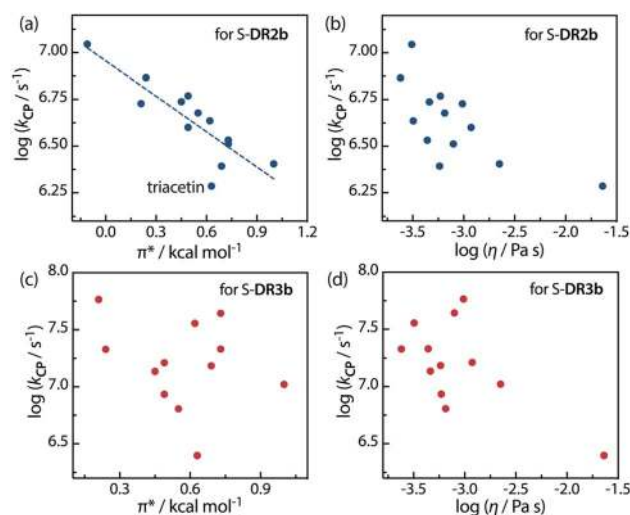 (a)
for S-DR2b
log (kCP / s⁻¹)
7.00
6.75
6.50
6.25
triacetin
0.0 0.3 0.6 0.9 1.2
π* / kcal mol⁻¹
(b)
for S-DR2b
log (kCP / s⁻¹)
7.00
6.75
6.50
6.25
-3.5 -3.0 -2.5 -2.0 -1.5
log (η / Pa s)
(c)
for S-DR3b
log (kCP / s⁻¹)
8.0
7.5
7.0
6.5
0.3 0.6 0.9
π* / kcal mol⁻¹
(d)
for S-DR3b
log (kCP / s⁻¹)
8.0
7.5
7.0
6.5
-3.5 -3.0 -2.5 -2.0 -1.5
log (η / Pa s)